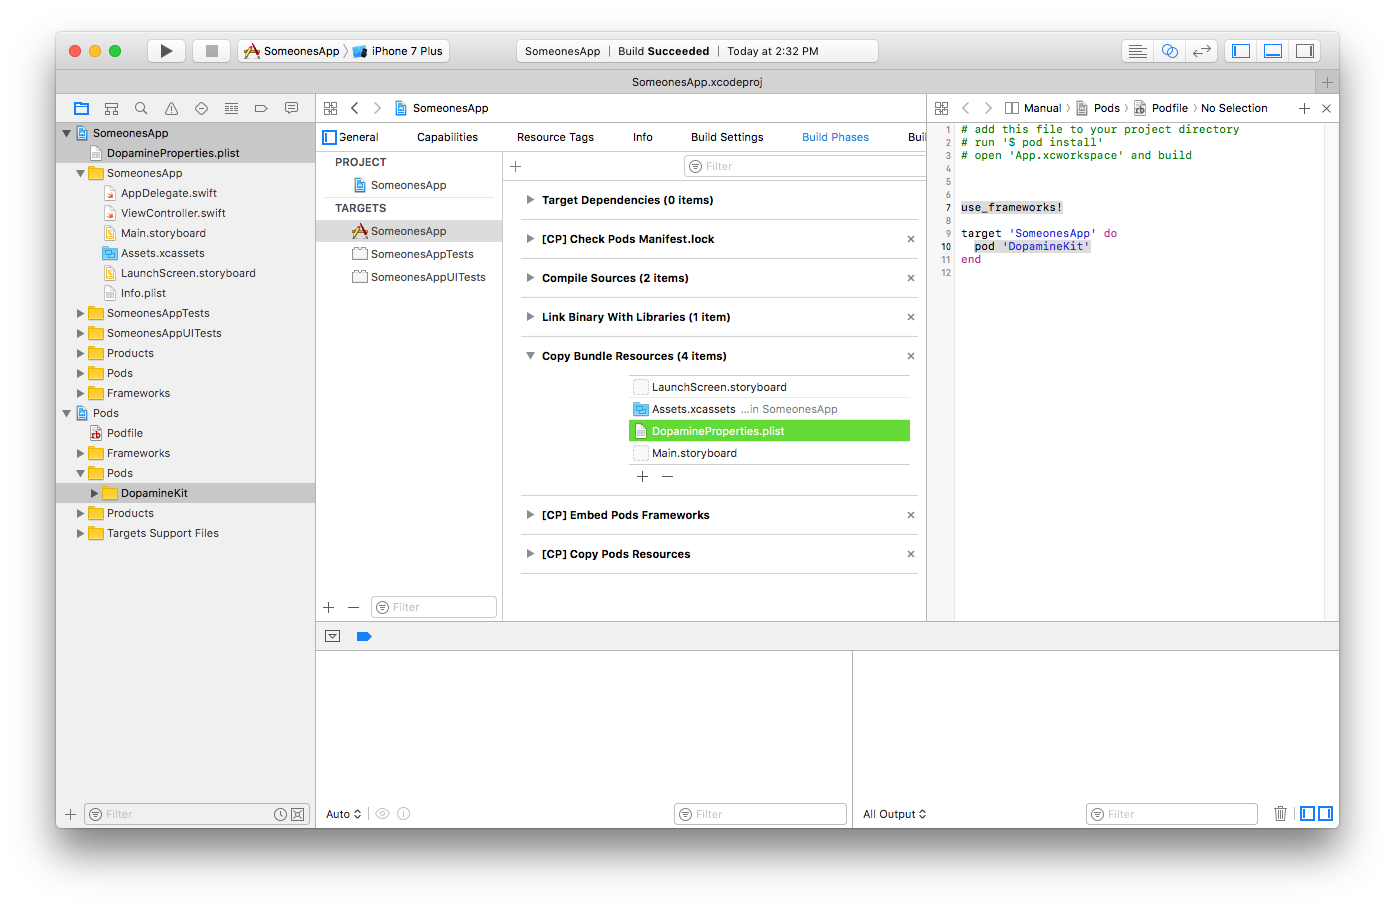 SomeonesApp
iPhone 7 Plus
SomeonesApp | Build Succeeded | Today at 2:32 PM
SomeonesApp.xcodeproj
SomeonesApp
DopamineProperties.plist
SomeonesApp
AppDelegate.swift
ViewController.swift
Main.storyboard
Assets.xcassets
LaunchScreen.storyboard
Info.plist
SomeonesAppTests
SomeonesAppUITests
Products
Pods
Frameworks
Pods
Podfile
Frameworks
Pods
DopamineKit
Products
Targets Support Files
Filter
SomeonesApp
General Capabilities Resource Tags Info Build Settings Build Phases Bui
PROJECT
SomeonesApp
TARGETS
SomeonesApp
SomeonesAppTests
SomeonesAppUITests
Filter
Filter
Target Dependencies (0 items)
[CP] Check Pods Manifest.lock
Compile Sources (2 items)
Link Binary With Libraries (1 item)
Copy Bundle Resources (4 items)
LaunchScreen.storyboard
Assets.xcassets ...in SomeonesApp
DopamineProperties.plist
Main.storyboard
[CP] Embed Pods Frameworks
[CP] Copy Pods Resources
Manual Pods Podfile No Selection
1 # add this file to your project directory
2 # run '$ pod install'
3 # open 'App.xcworkspace' and build
4
5
6
7 use_frameworks!
8
9 target 'SomeonesApp' do
10 pod 'DopamineKit'
11 end
12
Auto
Filter
All Output
Filter